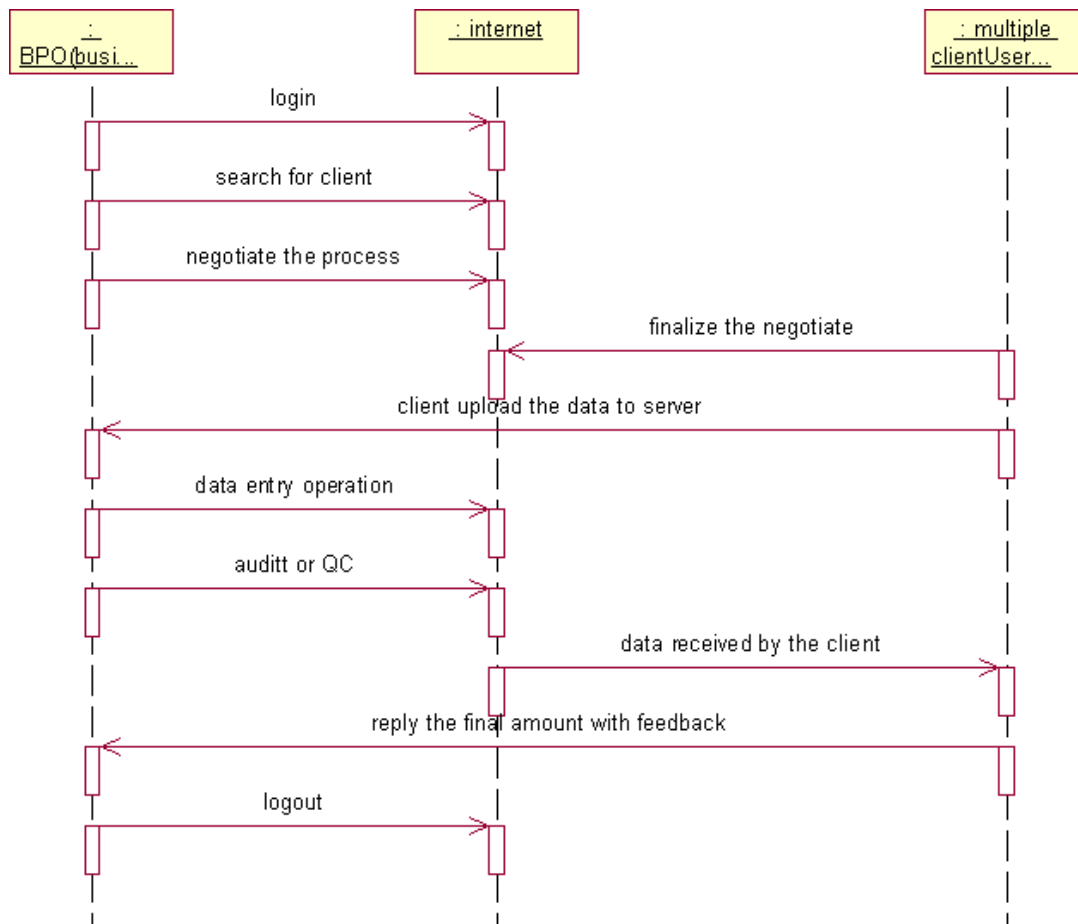 :
BPO(busi...
: internet
: multiple
clientUser...
login
search for client
negotiate the process
finalize the negotiate
client upload the data to server
data entry operation
auditt or QC
data received by the client
reply the final amount with feedback
logout